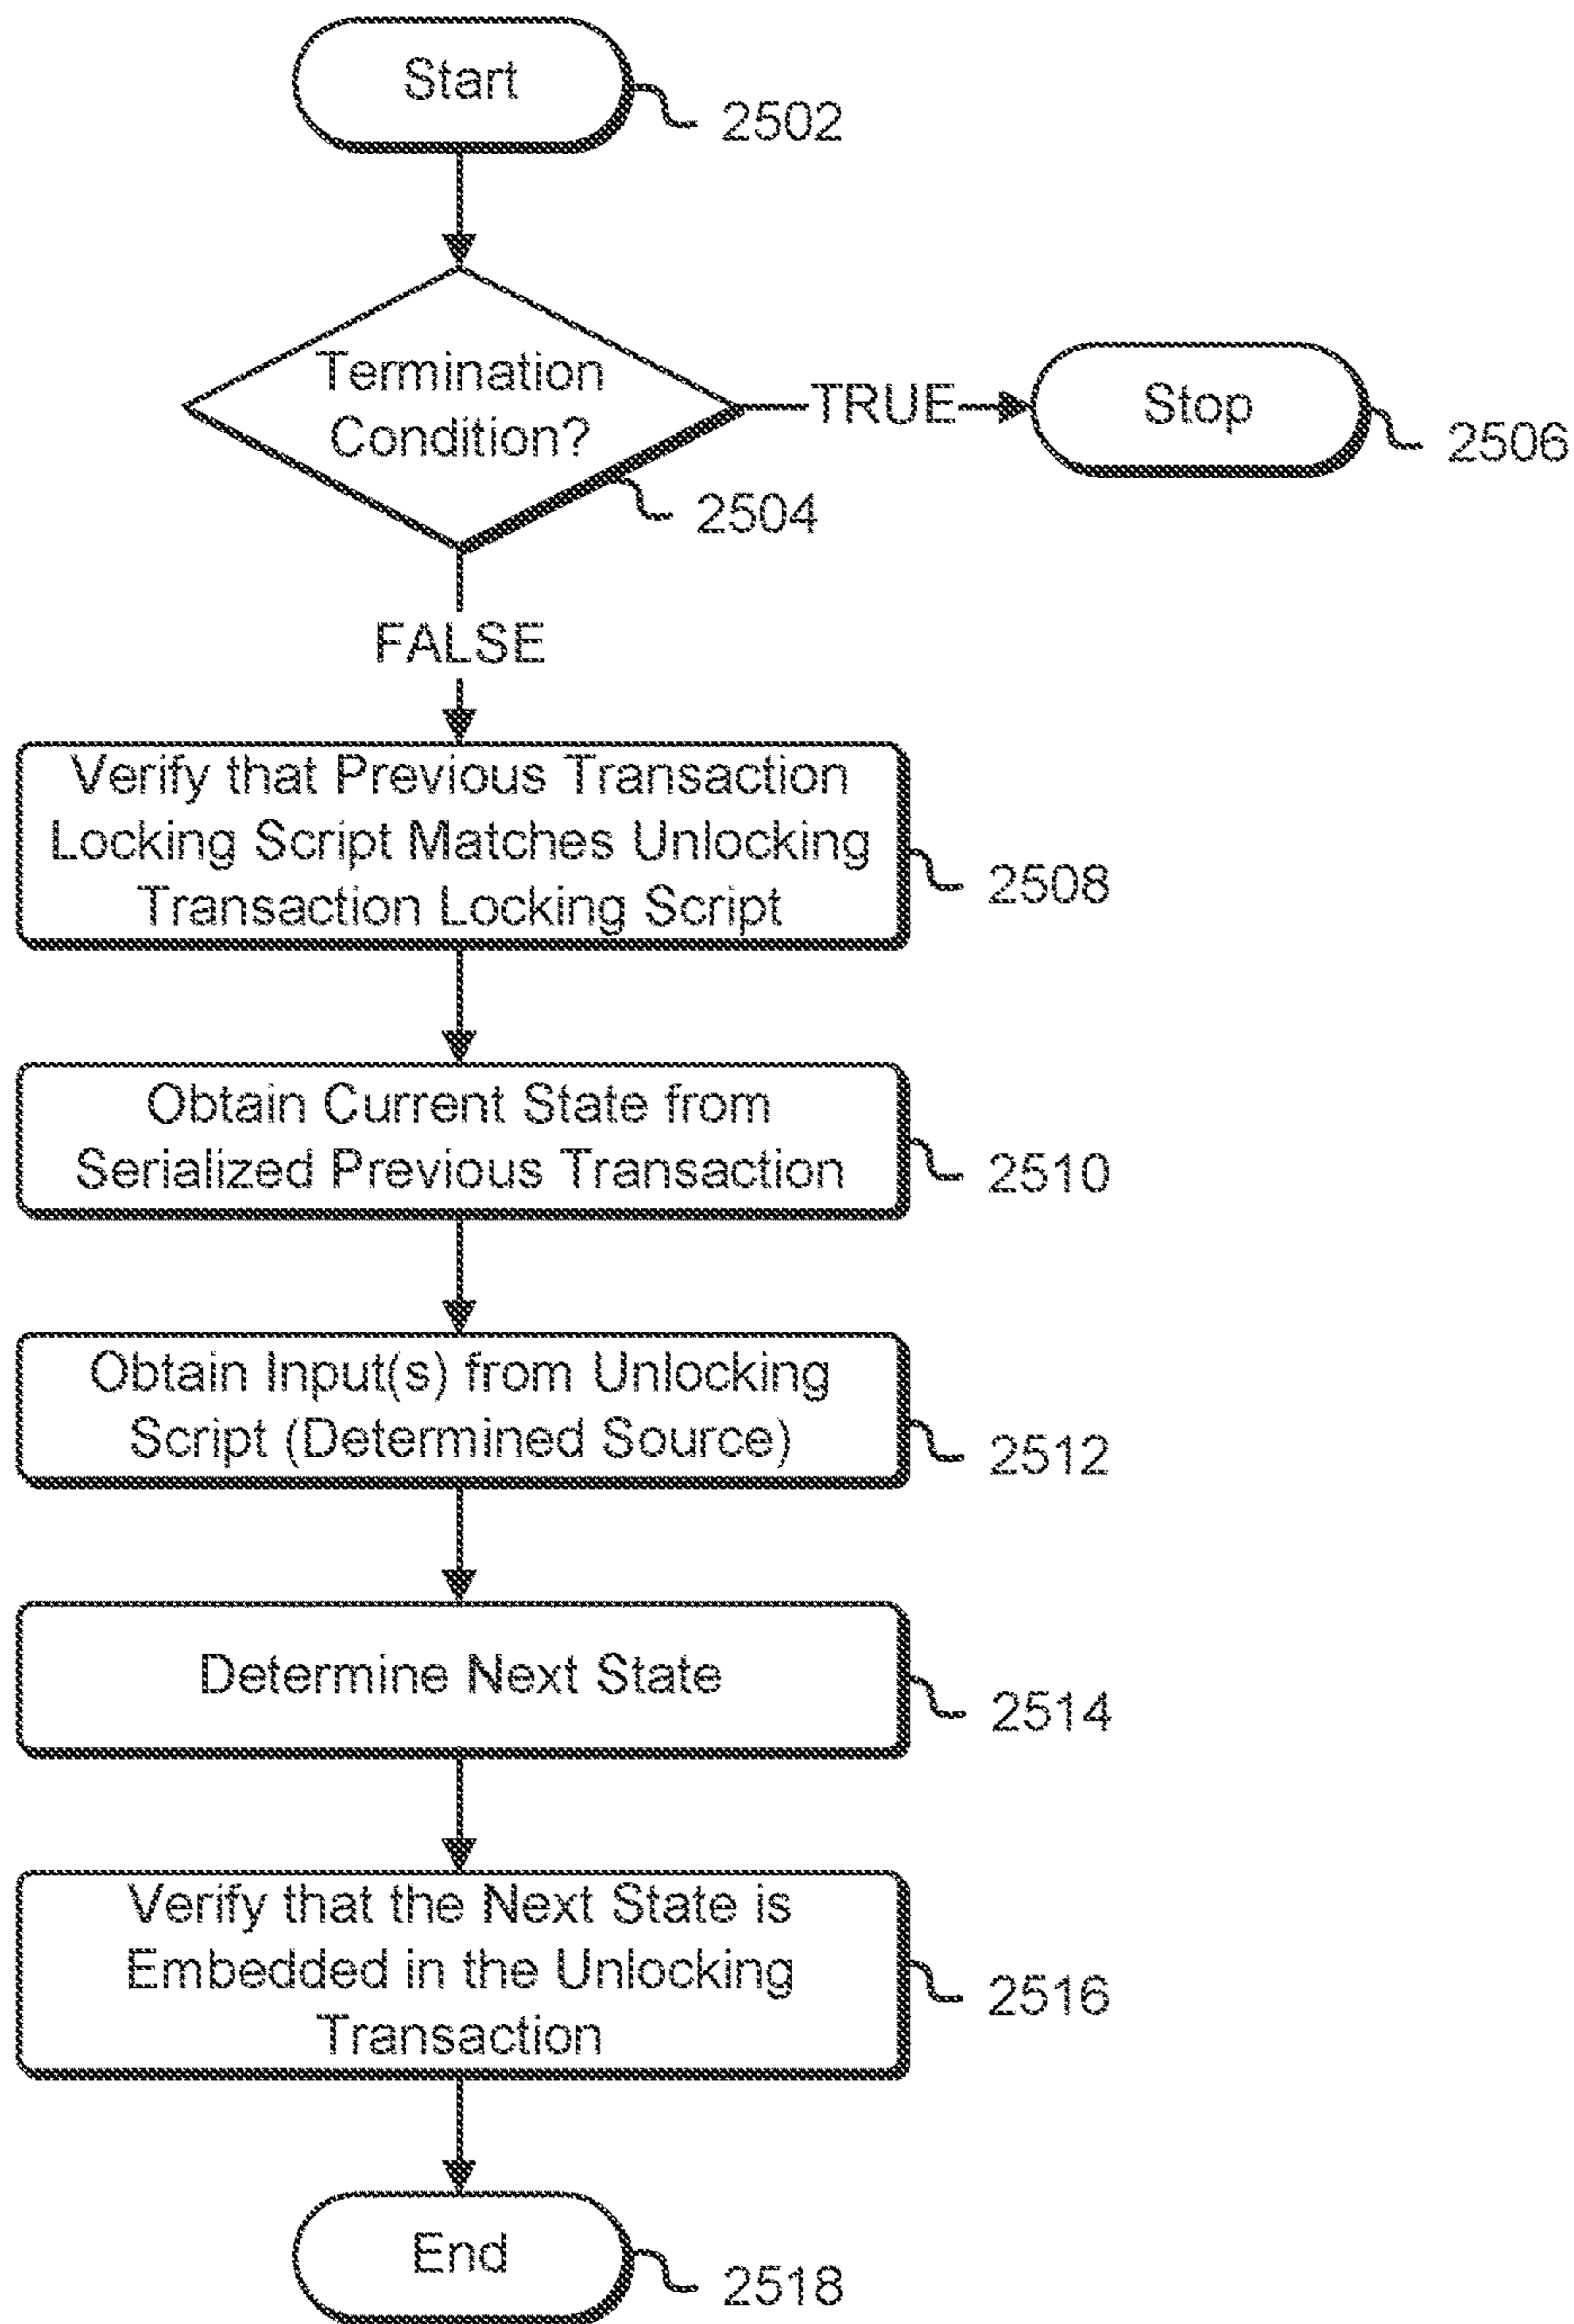 Start
2502
Termination
Condition?
TRUE
Stop
2506
2504
FALSE
Verify that Previous Transaction
Locking Script Matches Unlocking
Transaction Locking Script
2508
Obtain Current State from
Serialized Previous Transaction
2510
Obtain Input(s) from Unlocking
Script (Determined Source)
2512
Determine Next State
2514
Verify that the Next State is
Embedded in the Unlocking
Transaction
2516
End
2518